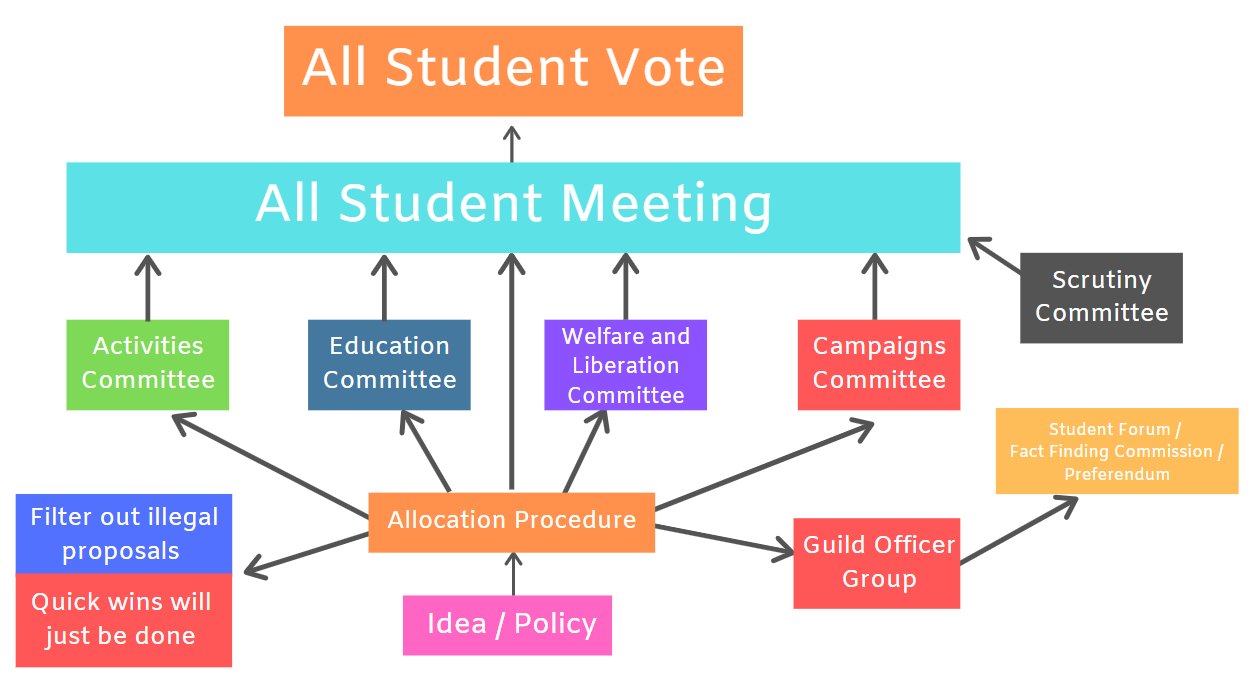 All Student Vote
All Student Meeting
Scrutiny
Committee
Activities
Committee
Education
Committee
Welfare and
Liberation
Committee
Campaigns
Committee
Student Forum /
Fact Finding Commission /
Preferendum
Filter out illegal
proposals
Quick wins will
just be done
Allocation Procedure
Guild Officer
Group
Idea / Policy